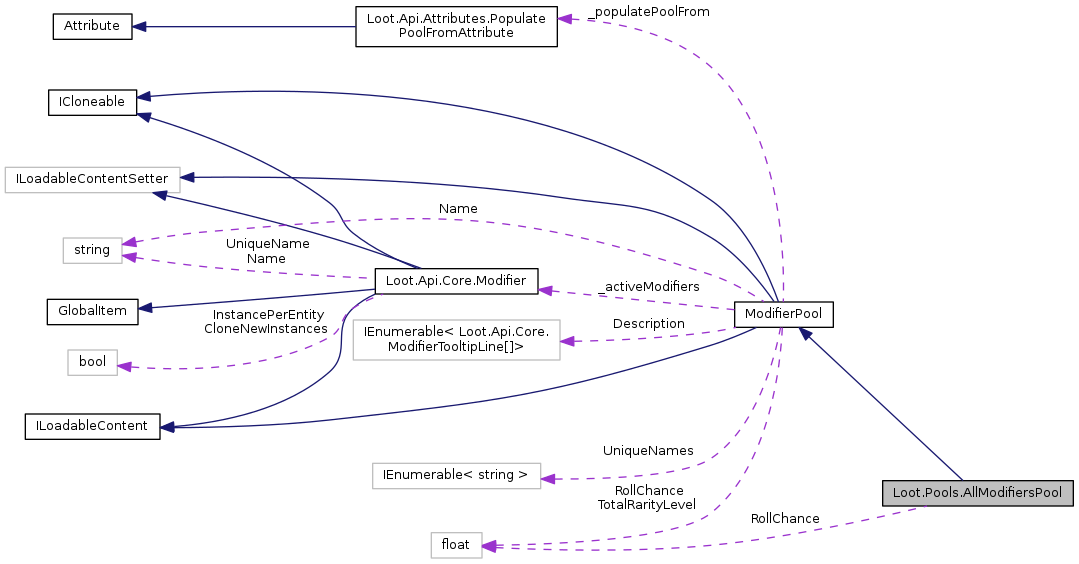 Attribute
Loot.Api.Attributes.Populate
PoolFromAttribute
_populatePoolFrom
ICloneable
ILoadableContentSetter
Name
string
UniqueName
Name
Loot.Api.Core.Modifier
_activeModifiers
GlobalItem
InstancePerEntity
CloneNewInstances
ModifierPool
IEnumerable< Loot.Api.Core.
ModifierTooltipLine[]>
Description
bool
ILoadableContent
UniqueNames
IEnumerable< string >
RollChance
TotalRarityLevel
Loot.Pools.AllModifiersPool
RollChance
float